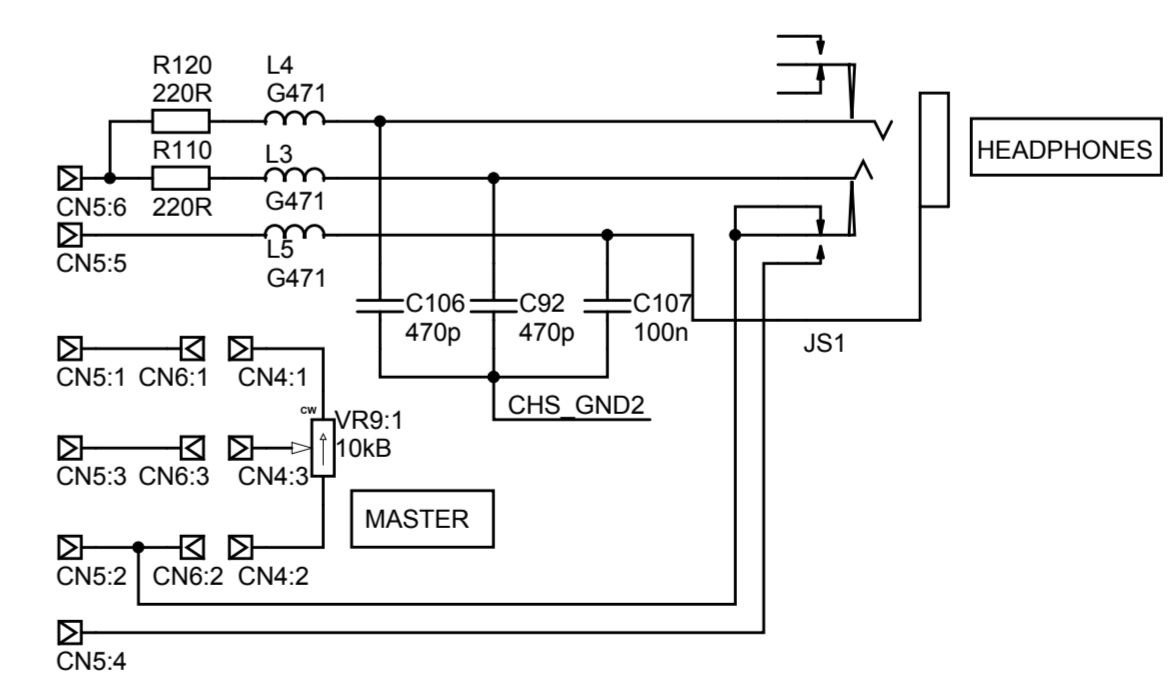 R120
220R
L4
G471
R110
220R
L3
G471
HEADPHONES
CN5:6
CN5:5
L5
G471
C106
470p
C92
470p
C107
100n
JS1
CN5:1
CN6:1
CN4:1
CHS_GND2
cw
VR9:1
10kB
CN5:3
CN6:3
CN4:3
MASTER
CN5:2
CN6:2
CN4:2
CN5:4